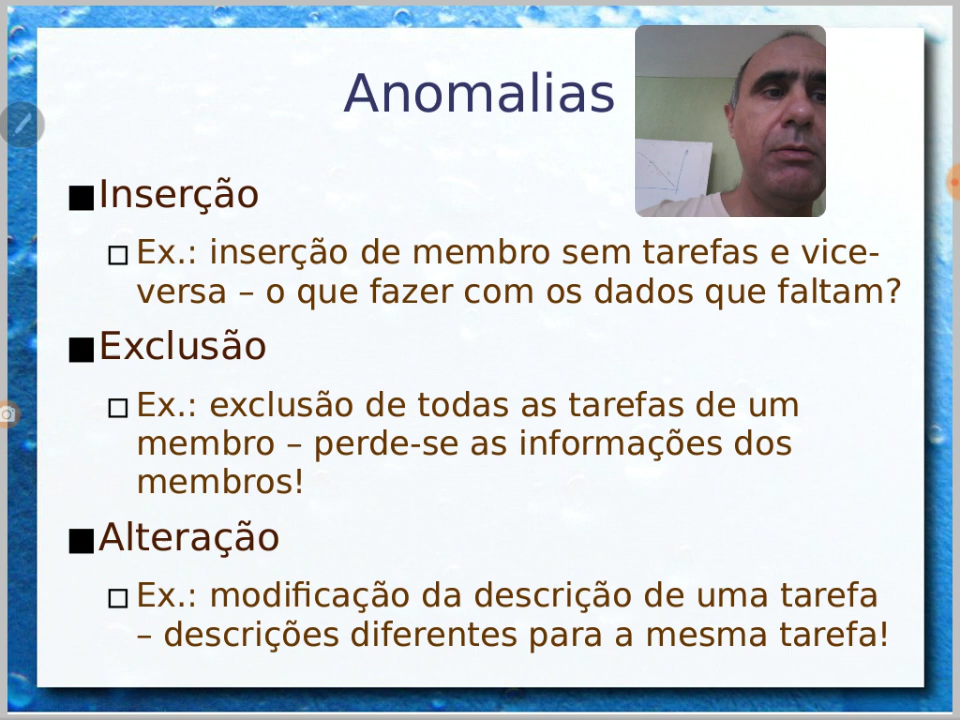 Anomalias
Inserção
Ex.: inserção de membro sem tarefas e vice-
versa – o que fazer com os dados que faltam?
Exclusão
Ex.: exclusão de todas as tarefas de um
membro – perde-se as informações dos
membros!
Alteração
Ex.: modificação da descrição de uma tarefa
– descrições diferentes para a mesma tarefa!